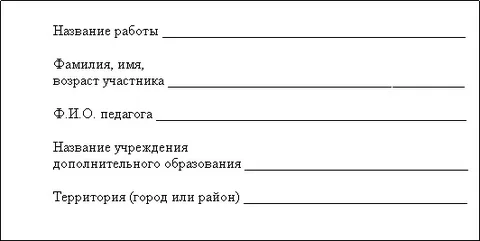 Название работы
Фамилия, имя,
возраст участника
Ф.И.О. педагога
Название учреждения
дополнительного образования
Территория (город или район)